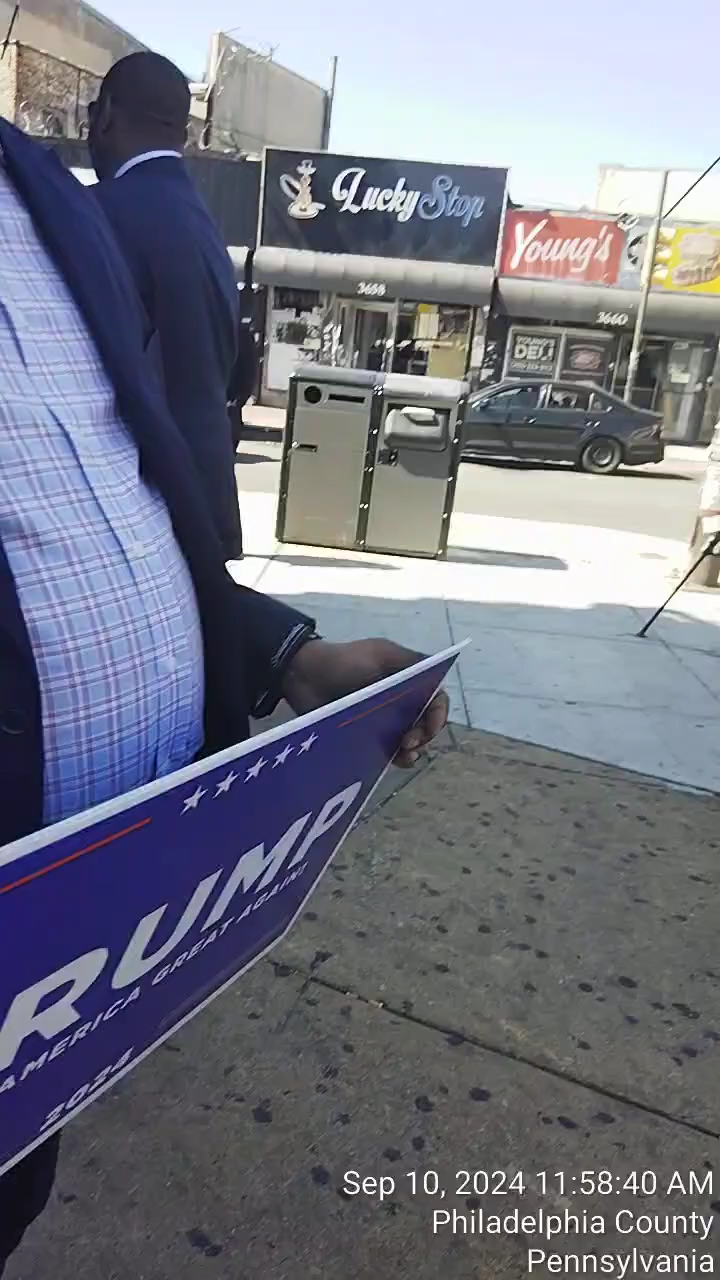 Lucky Stop
Young's
3658
3660
YOUNG'S
DELI
RUMP
AMERICA GREAT AGAIN!
2024
Sep 10, 2024 11:58:40 AM
Philadelphia County
Pennsylvania